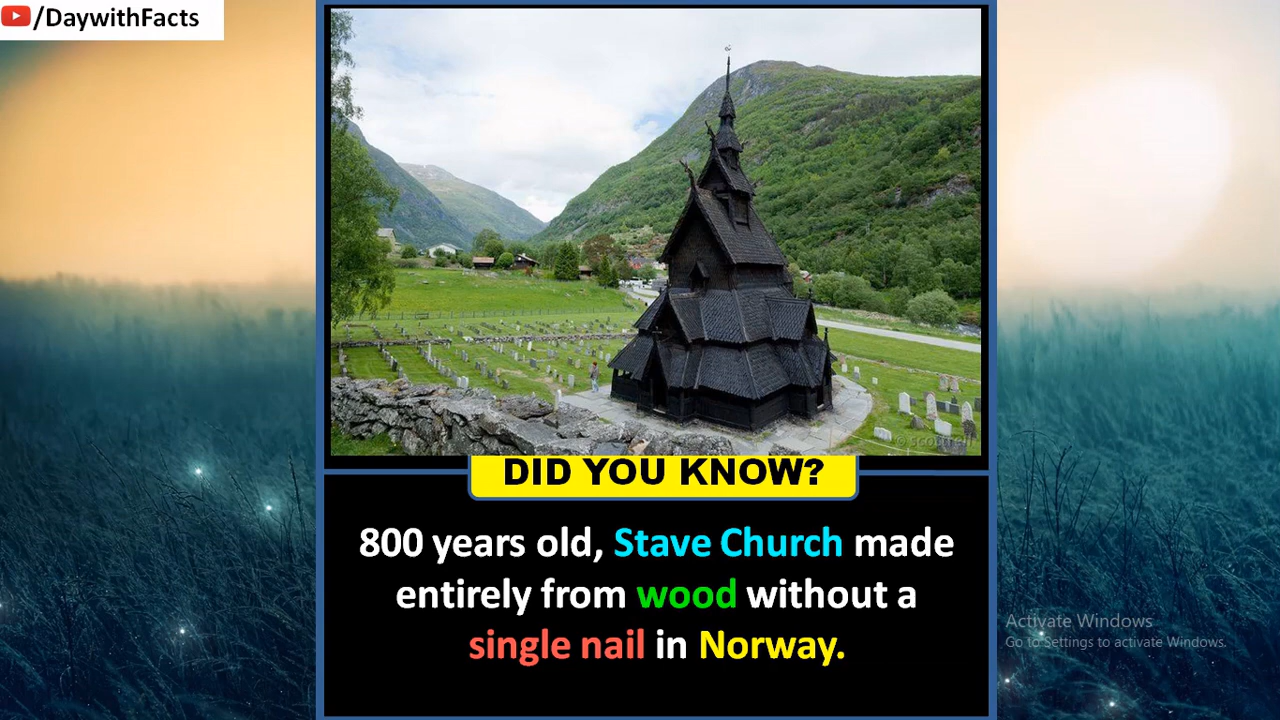 /DaywithFacts
DID YOU KNOW?
800 years old, Stave Church made
entirely from wood without a
single nail in Norway.
Activate Windows
Go to Settings to activate Windows.